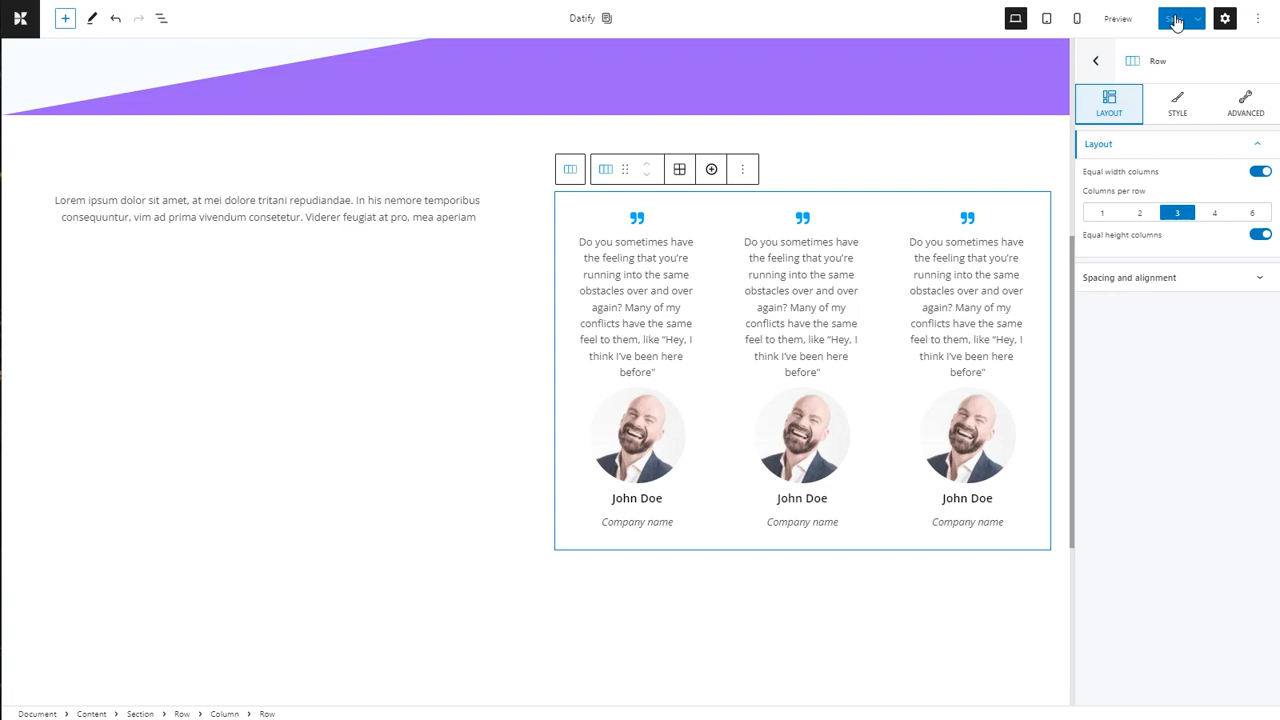 Datify
Preview
Row
LAYOUT
STYLE
ADVANCED
Layout
Equal width columns
Columns per row
1 2 3 4 6
Equal height columns
Spacing and alignment
Lorem ipsum dolor sit amet, at mei dolore tritani repudiandae. In his nemore temporibus
consequuntur, vim ad prima vivendum consetetur. Viderer feugiat at pro, mea aperiam
Do you sometimes have
the feeling that you're
running into the same
obstacles over and over
again? Many of my
conflicts have the same
feel to them, like “Hey, I
think I've been here
before”
John Doe
Company name
Do you sometimes have
the feeling that you're
running into the same
obstacles over and over
again? Many of my
conflicts have the same
feel to them, like “Hey, I
think I've been here
before”
John Doe
Company name
Do you sometimes have
the feeling that you're
running into the same
obstacles over and over
again? Many of my
conflicts have the same
feel to them, like “Hey, I
think I've been here
before”
John Doe
Company name
Document > Content > Section > Row > Column > Row